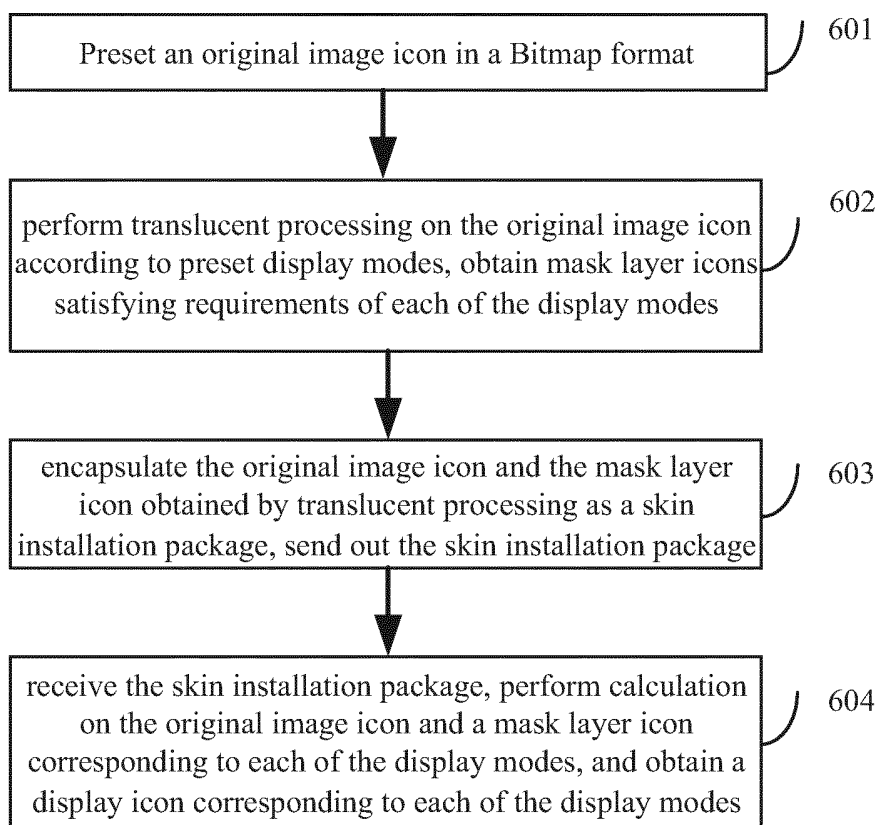 Preset an original image icon in a Bitmap format
601
perform translucent processing on the original image icon
according to preset display modes, obtain mask layer icons
satisfying requirements of each of the display modes
602
encapsulate the original image icon and the mask layer
icon obtained by translucent processing as a skin
installation package, send out the skin installation package
603
receive the skin installation package, perform calculation
on the original image icon and a mask layer icon
corresponding to each of the display modes, and obtain a
display icon corresponding to each of the display modes
604